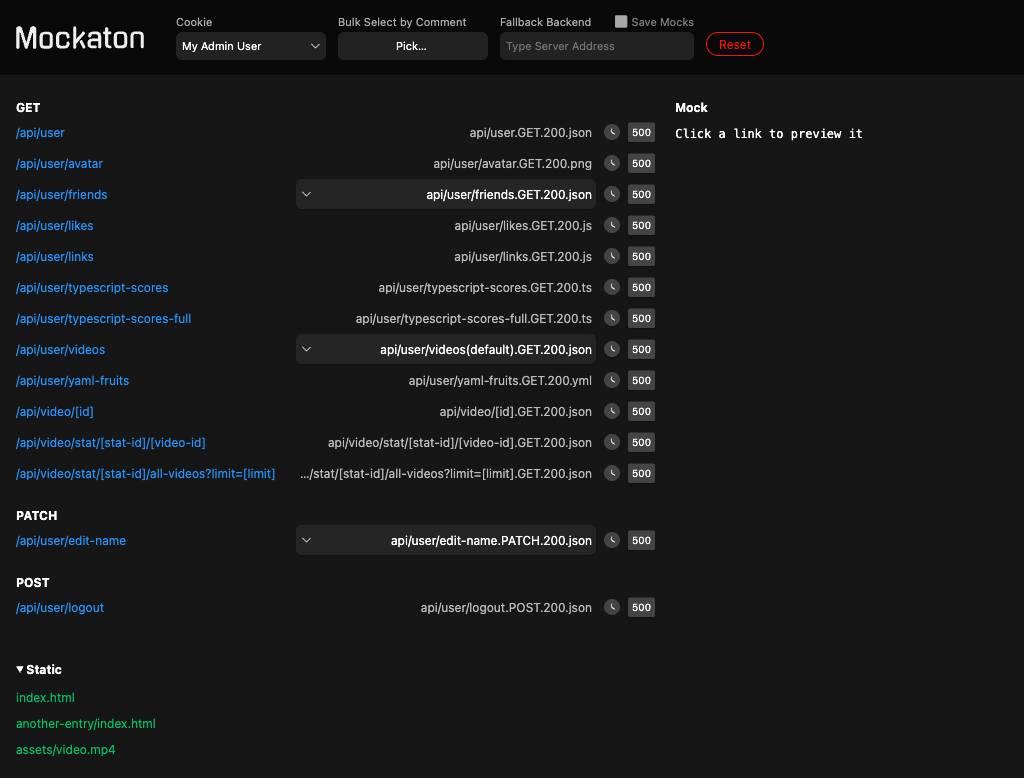 Mockaton
Cookie
My Admin User
Bulk Select by Comment
Pick...
Fallback Backend
Save Mocks
Type Server Address
Reset
GET
/api/user api/user.GET.200.json 500
/api/user/avatar api/user/avatar.GET.200.png 500
/api/user/friends api/user/friends.GET.200.json 500
/api/user/likes api/user/likes.GET.200.js 500
/api/user/links api/user/links.GET.200.js 500
/api/user/typescript-scores api/user/typescript-scores.GET.200.ts 500
/api/user/typescript-scores-full api/user/typescript-scores-full.GET.200.ts 500
/api/user/videos api/user/videos(default).GET.200.json 500
/api/user/yaml-fruits api/user/yaml-fruits.GET.200.yml 500
/api/video/[id] api/video/[id].GET.200.json 500
/api/video/stat/[stat-id]/[video-id] api/video/stat/[stat-id]/[video-id].GET.200.json 500
/api/video/stat/[stat-id]/all-videos?limit=[limit] .../stat/[stat-id]/all-videos?limit=[limit].GET.200.json 500
PATCH
/api/user/edit-name api/user/edit-name.PATCH.200.json 500
POST
/api/user/logout api/user/logout.POST.200.json 500
Static
index.html
another-entry/index.html
assets/video.mp4
Mock
Click a link to preview it